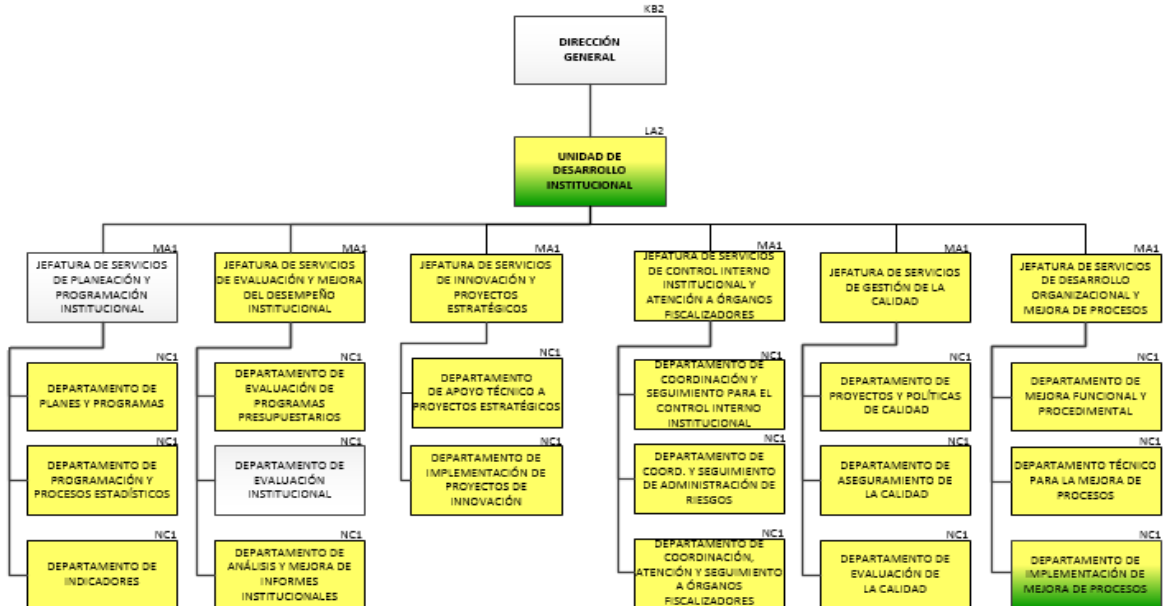 KB2
DIRECCIÓN
GENERAL
LA2
UNIDAD DE
DESARROLLO
INSTITUCIONAL
MA1
JEFATURA DE SERVICIOS
DE PLANEACIÓN Y
PROGRAMACIÓN
INSTITUCIONAL
MA1
JEFATURA DE SERVICIOS
DE EVALUACIÓN Y MEJORA
DEL DESEMPEÑO
INSTITUCIONAL
MA1
JEFATURA DE SERVICIOS
DE INNOVACIÓN Y
PROYECTOS
ESTRATÉGICOS
MA1
JEFATURA DE SERVICIOS
DE CONTROL INTERNO
INSTITUCIONAL Y
ATENCIÓN A ÓRGANOS
FISCALIZADORES
MA1
JEFATURA DE SERVICIOS
DE GESTIÓN DE LA
CALIDAD
MA1
JEFATURA DE SERVICIOS
DE DESARROLLO
ORGANIZACIONAL Y
MEJORA DE PROCESOS
NC1
DEPARTAMENTO DE
PLANES Y PROGRAMAS
NC1
DEPARTAMENTO DE
EVALUACIÓN DE
PROGRAMAS
PRESUPUESTARIOS
NC1
DEPARTAMENTO
DE APOYO TÉCNICO A
PROYECTOS ESTRATÉGICOS
NC1
DEPARTAMENTO DE
COORDINACIÓN Y
SEGUIMIENTO PARA EL
CONTROL INTERNO
INSTITUCIONAL
NC1
DEPARTAMENTO DE
PROYECTOS Y POLÍTICAS
DE CALIDAD
NC1
DEPARTAMENTO DE
MEJORA FUNCIONAL Y
PROCEDIMENTAL
NC1
DEPARTAMENTO DE
PROGRAMACIÓN Y
PROCESOS ESTADÍSTICOS
NC1
DEPARTAMENTO DE
EVALUACIÓN
INSTITUCIONAL
NC1
DEPARTAMENTO DE
IMPLEMENTACIÓN DE
PROYECTOS DE
INNOVACIÓN
NC1
DEPARTAMENTO DE
COORD. Y SEGUIMIENTO
DE ADMINISTRACIÓN DE
RIESGOS
NC1
DEPARTAMENTO DE
ASEGURAMIENTO DE
LA CALIDAD
NC1
DEPARTAMENTO TÉCNICO
PARA LA MEJORA DE
PROCESOS
NC1
DEPARTAMENTO DE
INDICADORES
NC1
DEPARTAMENTO DE
ANÁLISIS Y MEJORA DE
INFORMES
INSTITUCIONALES
NC1
DEPARTAMENTO DE
COORDINACIÓN,
ATENCIÓN Y SEGUIMIENTO
A ÓRGANOS
FISCALIZADORES
NC1
DEPARTAMENTO DE
EVALUACIÓN DE
LA CALIDAD
NC1
DEPARTAMENTO DE
IMPLEMENTACIÓN DE
MEJORA DE PROCESOS